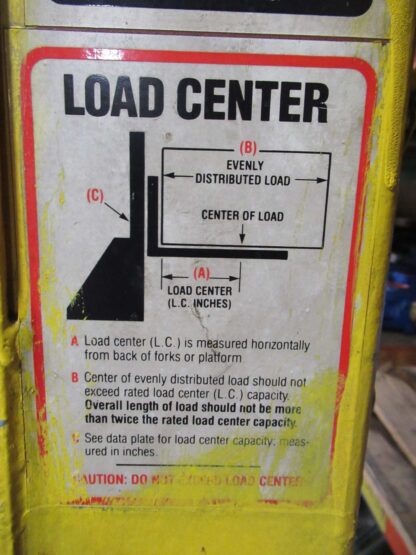 LOAD CENTER
(B)
EVENLY
DISTRIBUTED LOAD
(C)
CENTER OF LOAD
(A)
LOAD CENTER
(L.C. INCHES)
A Load center (L.C.) is measured horizontally
from back of forks or platform
B Center of evenly distributed load should not
exceed rated load center (L.C.) capacity.
Overall length of load should not be more
than twice the rated load center capacity.
C See data plate for load center capacity: meas-
ured in inches.
CAUTION: DO NOT EXCEED LOAD CENTER